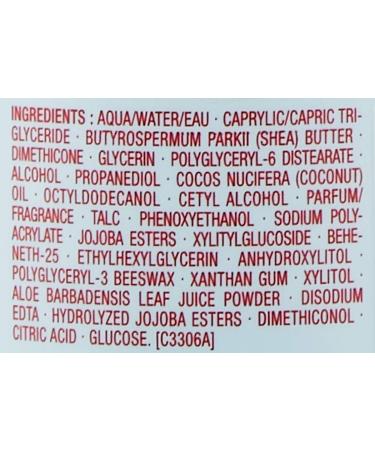 INGREDIENTS : AQUA/WATER/EAU · CAPRYLIC/CAPRIC TRI-
GLYCERIDE · BUTYROSPERMUM PARKII (SHEA) BUTTER ·
DIMETHICONE · GLYCERIN · POLYGLYCERYL-6 DISTEARATE ·
ALCOHOL · PROPANEDIOL · COCOS NUCIFERA (COCONUT)
OIL · OCTYLDODECANOL · CETYL ALCOHOL · PARFUM/
FRAGRANCE · TALC · PHENOXYETHANOL · SODIUM POLY-
ACRYLATE · JOJOBA ESTERS · XYLITYLGLUCOSIDE · BEHE-
NETH-25 · ETHYLHEXYLGLYCERIN · ANHYDROXYLITOL ·
POLYGLYCERYL-3 BEESWAX · XANTHAN GUM · XYLITOL ·
ALOE BARBADENSIS LEAF JUICE POWDER · DISODIUM
EDTA · HYDROLYZED JOJOBA ESTERS · DIMETHICONOL ·
CITRIC ACID · GLUCOSE. [C3306A]